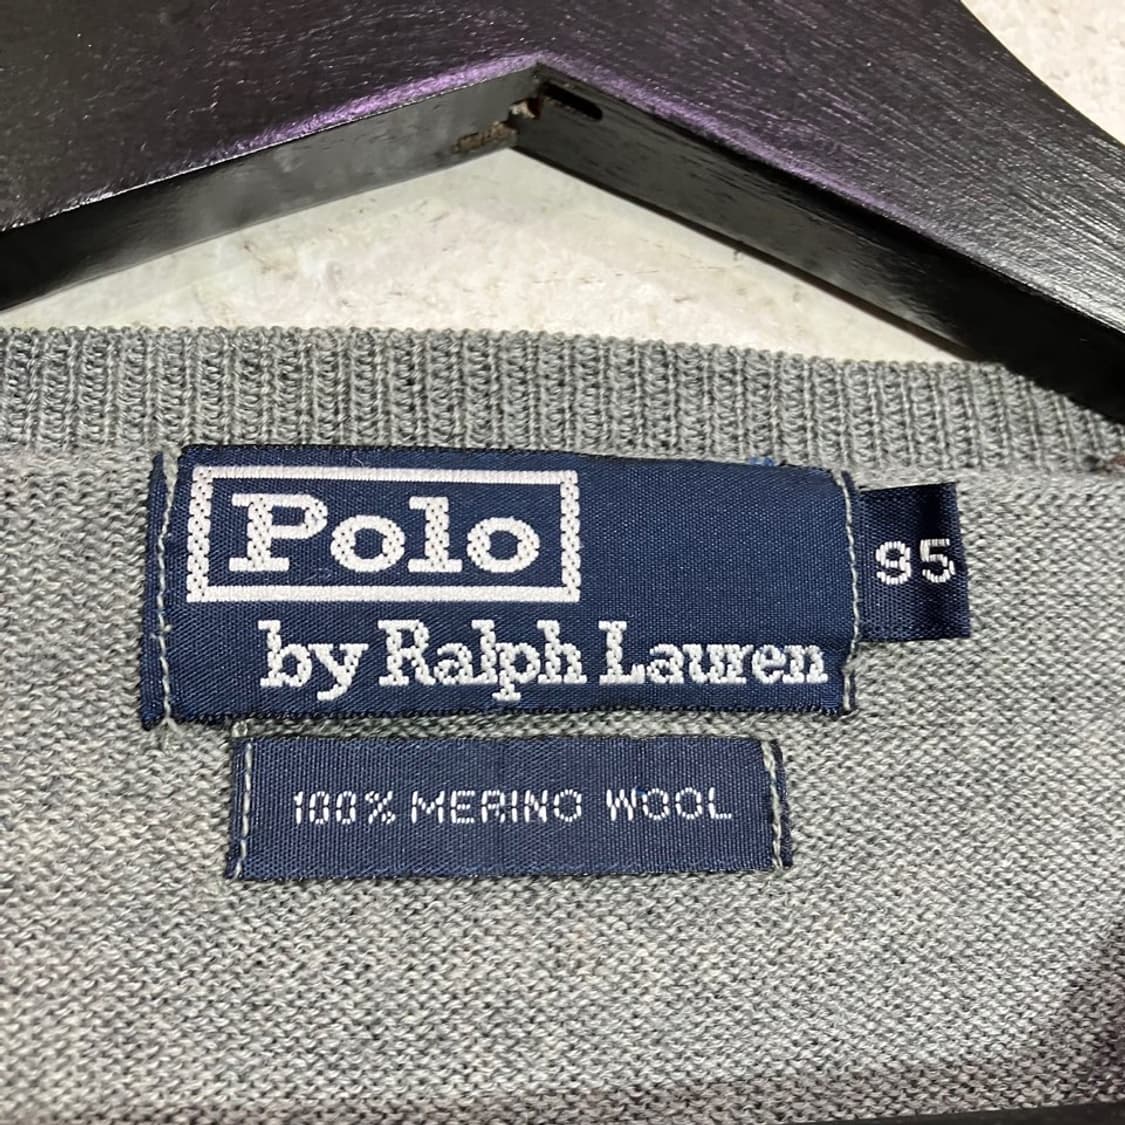 Polo
by Ralph Lauren
95
100% MERINO WOOL